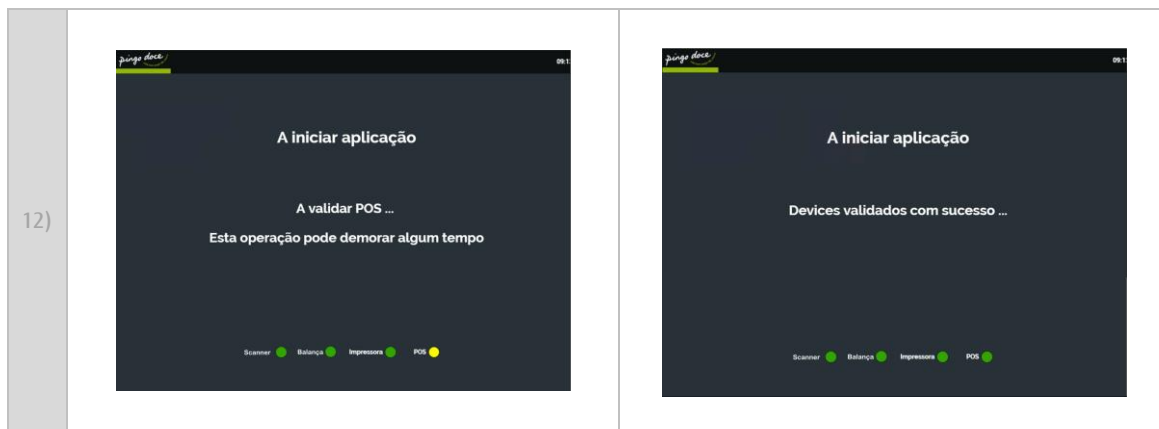 12)
pingo doce
09:1
A iniciar aplicação
A validar POS ...
Esta operação pode demorar algum tempo
Scanner Balança Impressora POS
pingo doce
09:1
A iniciar aplicação
Devices validados com sucesso ...
Scanner Balança Impressora POS